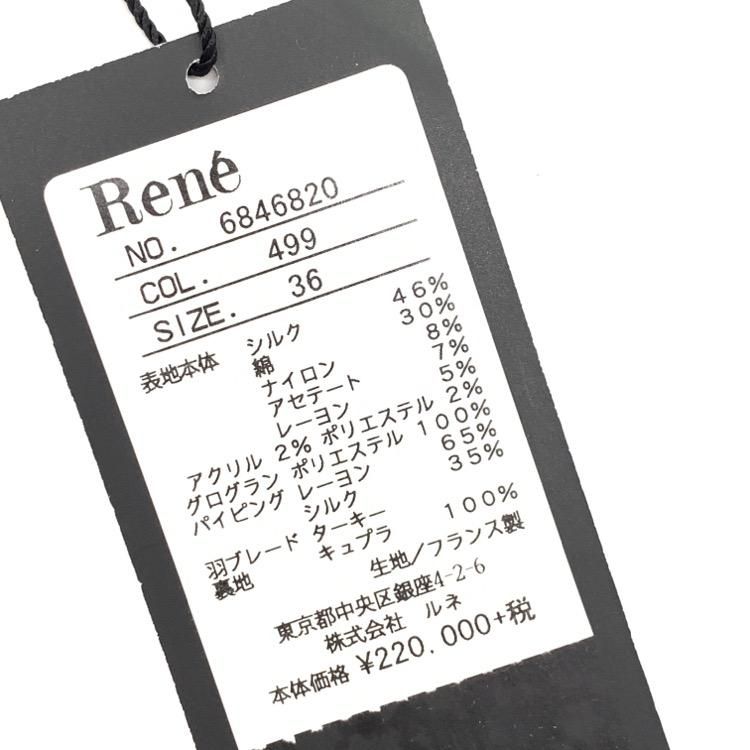 René
NO. 6846820
COL. 499
SIZE. 36
表地本体 シルク 46%
綿 30%
ナイロン 8%
アセテート 7%
レーヨン 5%
アクリル 2% ポリエステル 2%
グログラン ポリエステル 100%
パイピング レーヨン 65%
シルク 35%
羽ブレード ターキー
裏地 キュプラ 100%
生地/フランス製
東京都中央区銀座4-2-6
株式会社 ルネ
本体価格 ¥220.000+税